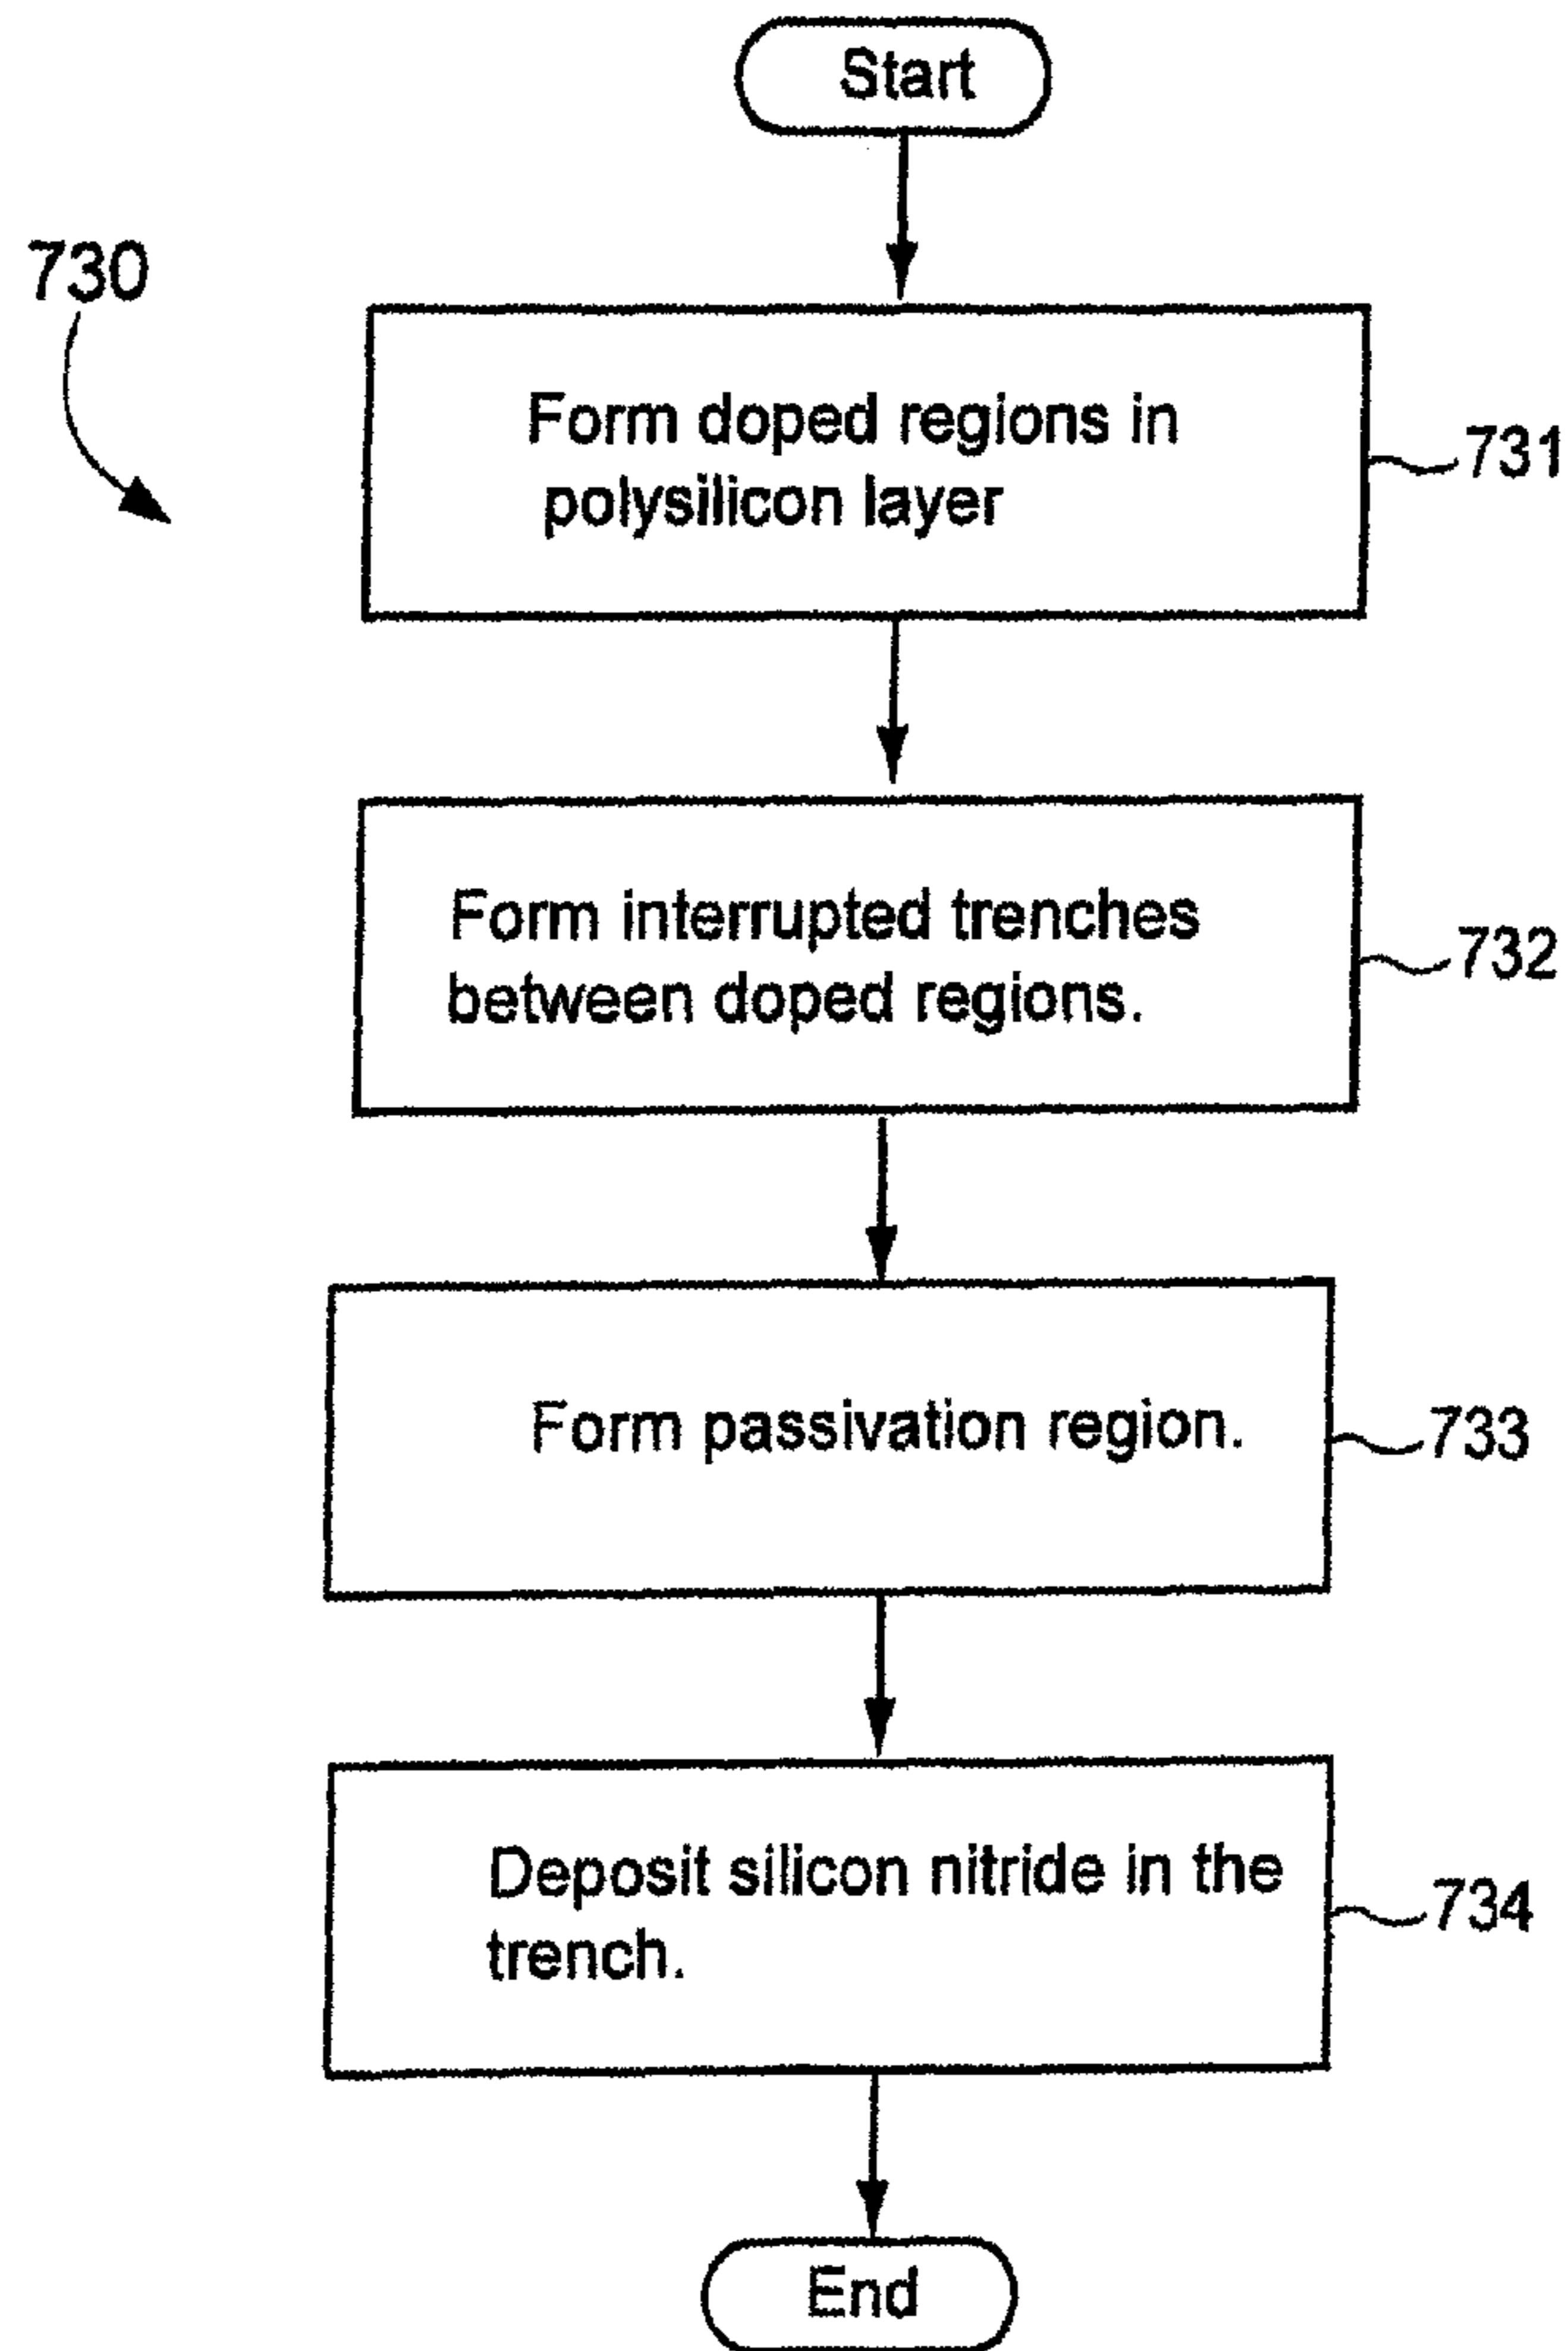 Start
730
Form doped regions in
polysilicon layer
731
Form interrupted trenches
between doped regions.
732
Form passivation region.
733
Deposit silicon nitride in the
trench.
734
End